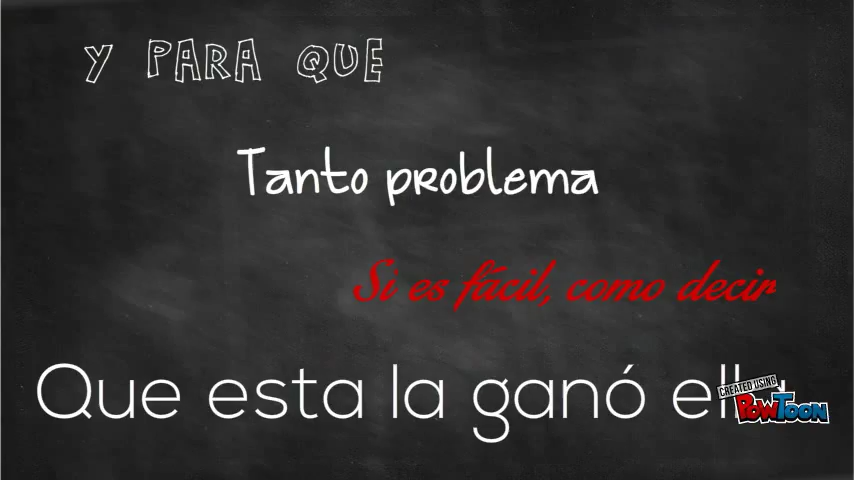 Y PARA QUE
Tanto problema
Si es fácil, como decir
Que esta la ganó
CREATED USING
POWTOON